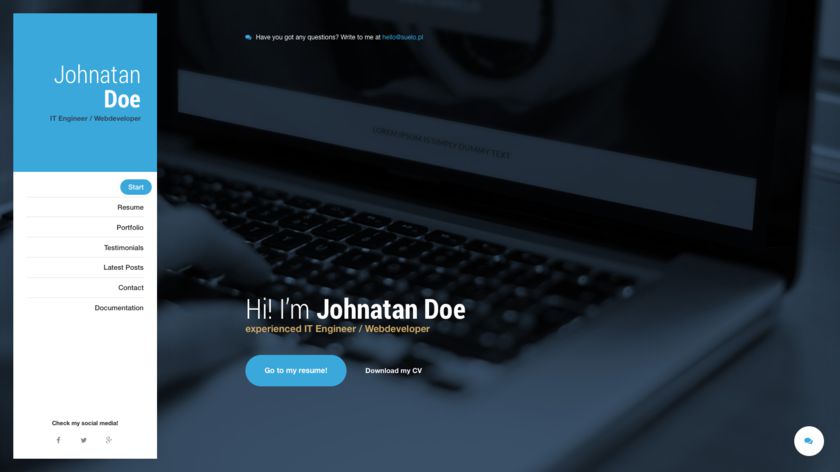 Johnatan
Doe
IT Engineer / Webdeveloper
Start
Resume
Portfolio
Testimonials
Latest Posts
Contact
Documentation
Check my social media!
Have you got any questions? Write to me at hello@suelo.pl
LOREM IPSUM IS SIMPLY DUMMY TEXT
Hi! I'm Johnatan Doe
experienced IT Engineer / Webdeveloper
Go to my resume!
Download my CV